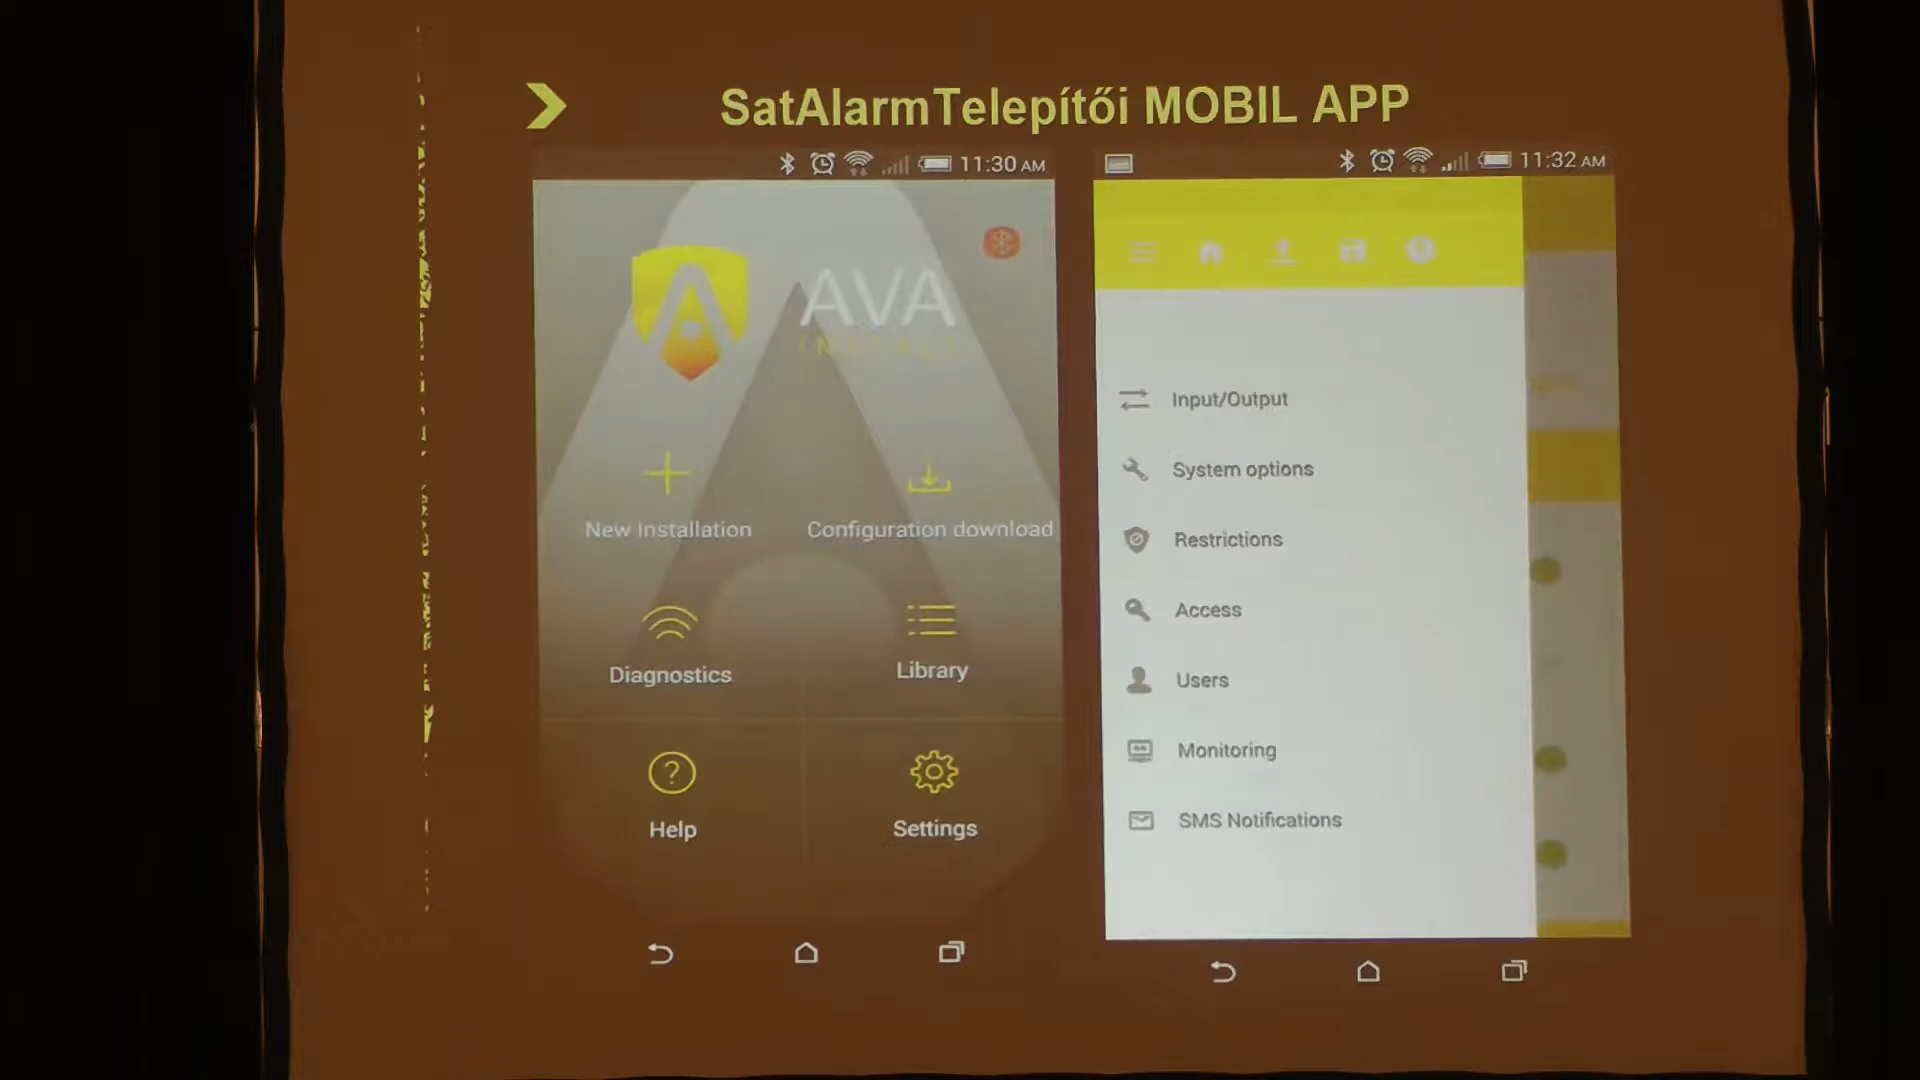 SatAlarmTelepítői MOBIL APP
11:30 AM
AVA
INSTALL
New Installation
Configuration download
Diagnostics
Library
Help
Settings
11:32 AM
Input/Output
System options
Restrictions
Access
Users
Monitoring
SMS Notifications